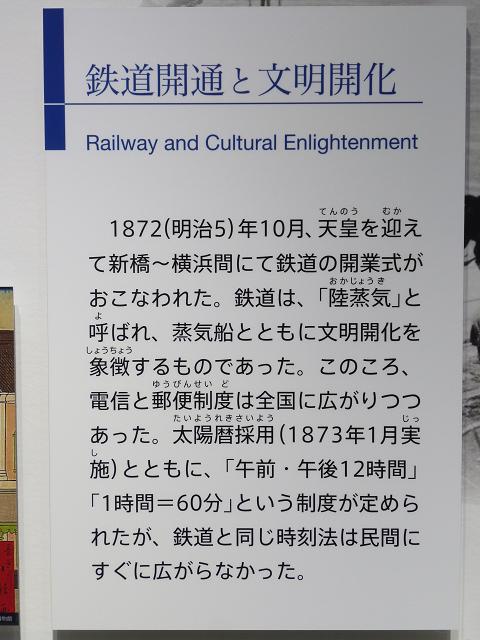 鉄道開通と文明開化
Railway and Cultural Enlightenment
1872(明治5)年10月、天皇を迎え
て新橋〜横浜間にて鉄道の開業式が
おこなわれた。鉄道は、「陸蒸気」と
呼ばれ、蒸気船とともに文明開化を
象徴するものであった。このころ、
電信と郵便制度は全国に広がりつつ
あった。太陽暦採用(1873年1月実
施)とともに、「午前・午後12時間」
「1時間=60分」という制度が定めら
れたが、鉄道と同じ時刻法は民間に
すぐに広がらなかった。